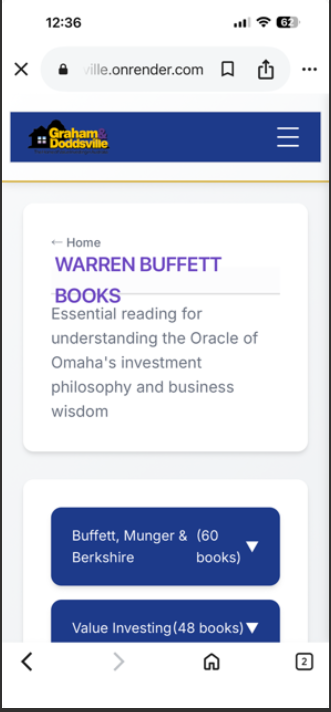 12:36
62
ville.onrender.com
Graham&
Doddsville
← Home
WARREN BUFFETT
BOOKS
Essential reading for
understanding the Oracle of
Omaha's investment
philosophy and business
wisdom
Buffett, Munger & (60
Berkshire books) ▼
Value Investing(48 books)▼
2